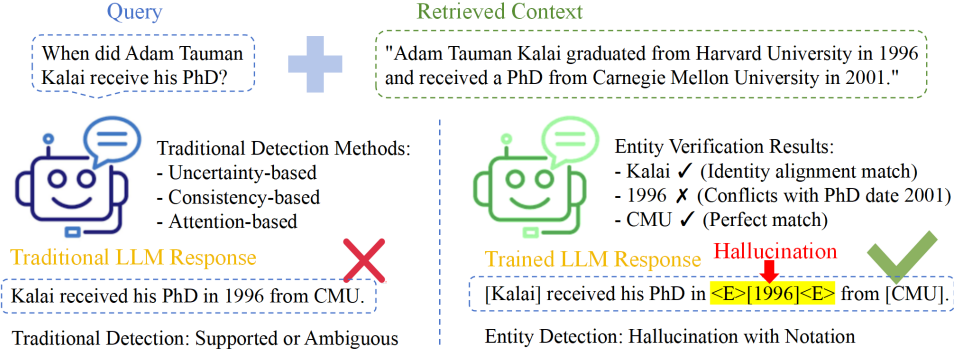 Query
When did Adam Tauman
Kalai receive his PhD?
Retrieved Context
"Adam Tauman Kalai graduated from Harvard University in 1996
and received a PhD from Carnegie Mellon University in 2001."
Traditional Detection Methods:
- Uncertainty-based
- Consistency-based
- Attention-based
Traditional LLM Response
Kalai received his PhD in 1996 from CMU.
Traditional Detection: Supported or Ambiguous
Entity Verification Results:
- Kalai ✓ (Identity alignment match)
- 1996 ✗ (Conflicts with PhD date 2001)
- CMU ✓ (Perfect match)
Hallucination
Trained LLM Response
[Kalai] received his PhD in <E>[1996]<E> from [CMU].
Entity Detection: Hallucination with Notation